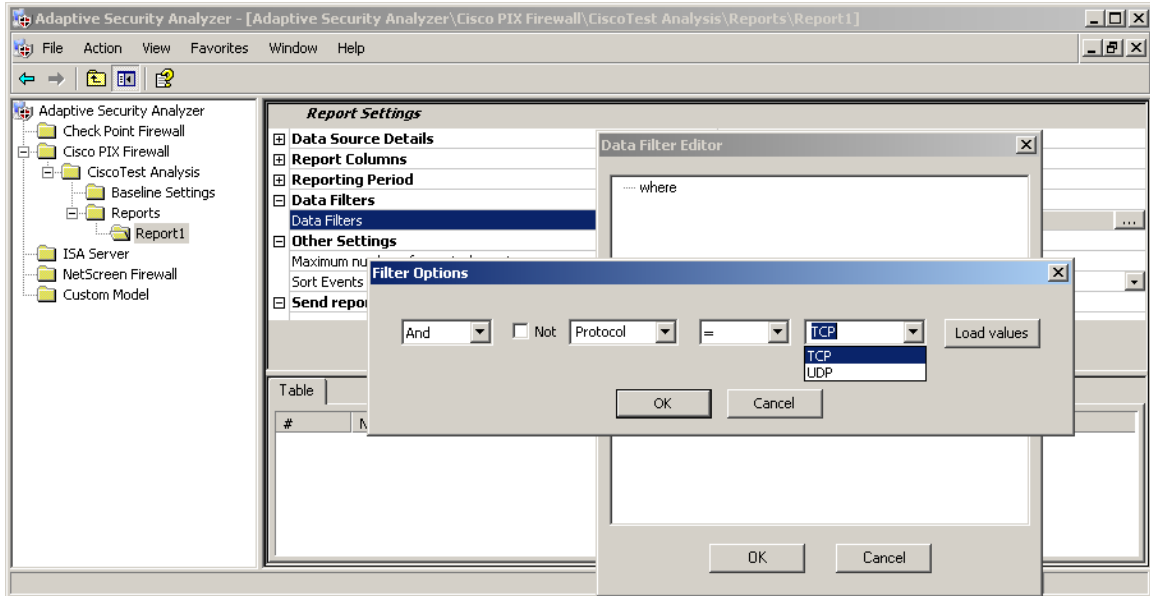 Adaptive Security Analyzer - [Adaptive Security Analyzer\Cisco PIX Firewall\CiscoTest Analysis\Reports\Report1]
File Action View Favorites Window Help
Adaptive Security Analyzer
Check Point Firewall
Cisco PIX Firewall
CiscoTest Analysis
Baseline Settings
Reports
Report1
ISA Server
NetScreen Firewall
Custom Model
Report Settings
Data Source Details
Report Columns
Reporting Period
Data Filters
Data Filters
...
Other Settings
Maximum
Sort Events
Send
Data Filter Editor
where
Filter Options
And Not Protocol = TCP Load values
TCP
UDP
OK Cancel
Table
#
OK Cancel